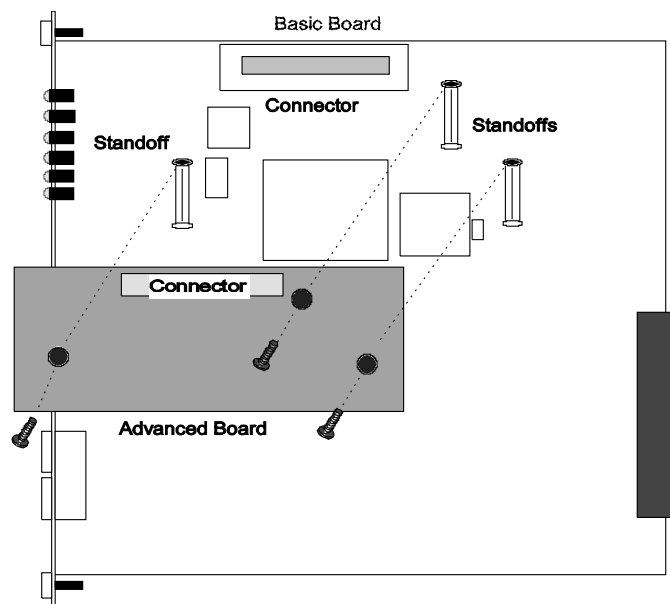 Basic Board
Connector
Standoff
Standoffs
Connector
Advanced Board